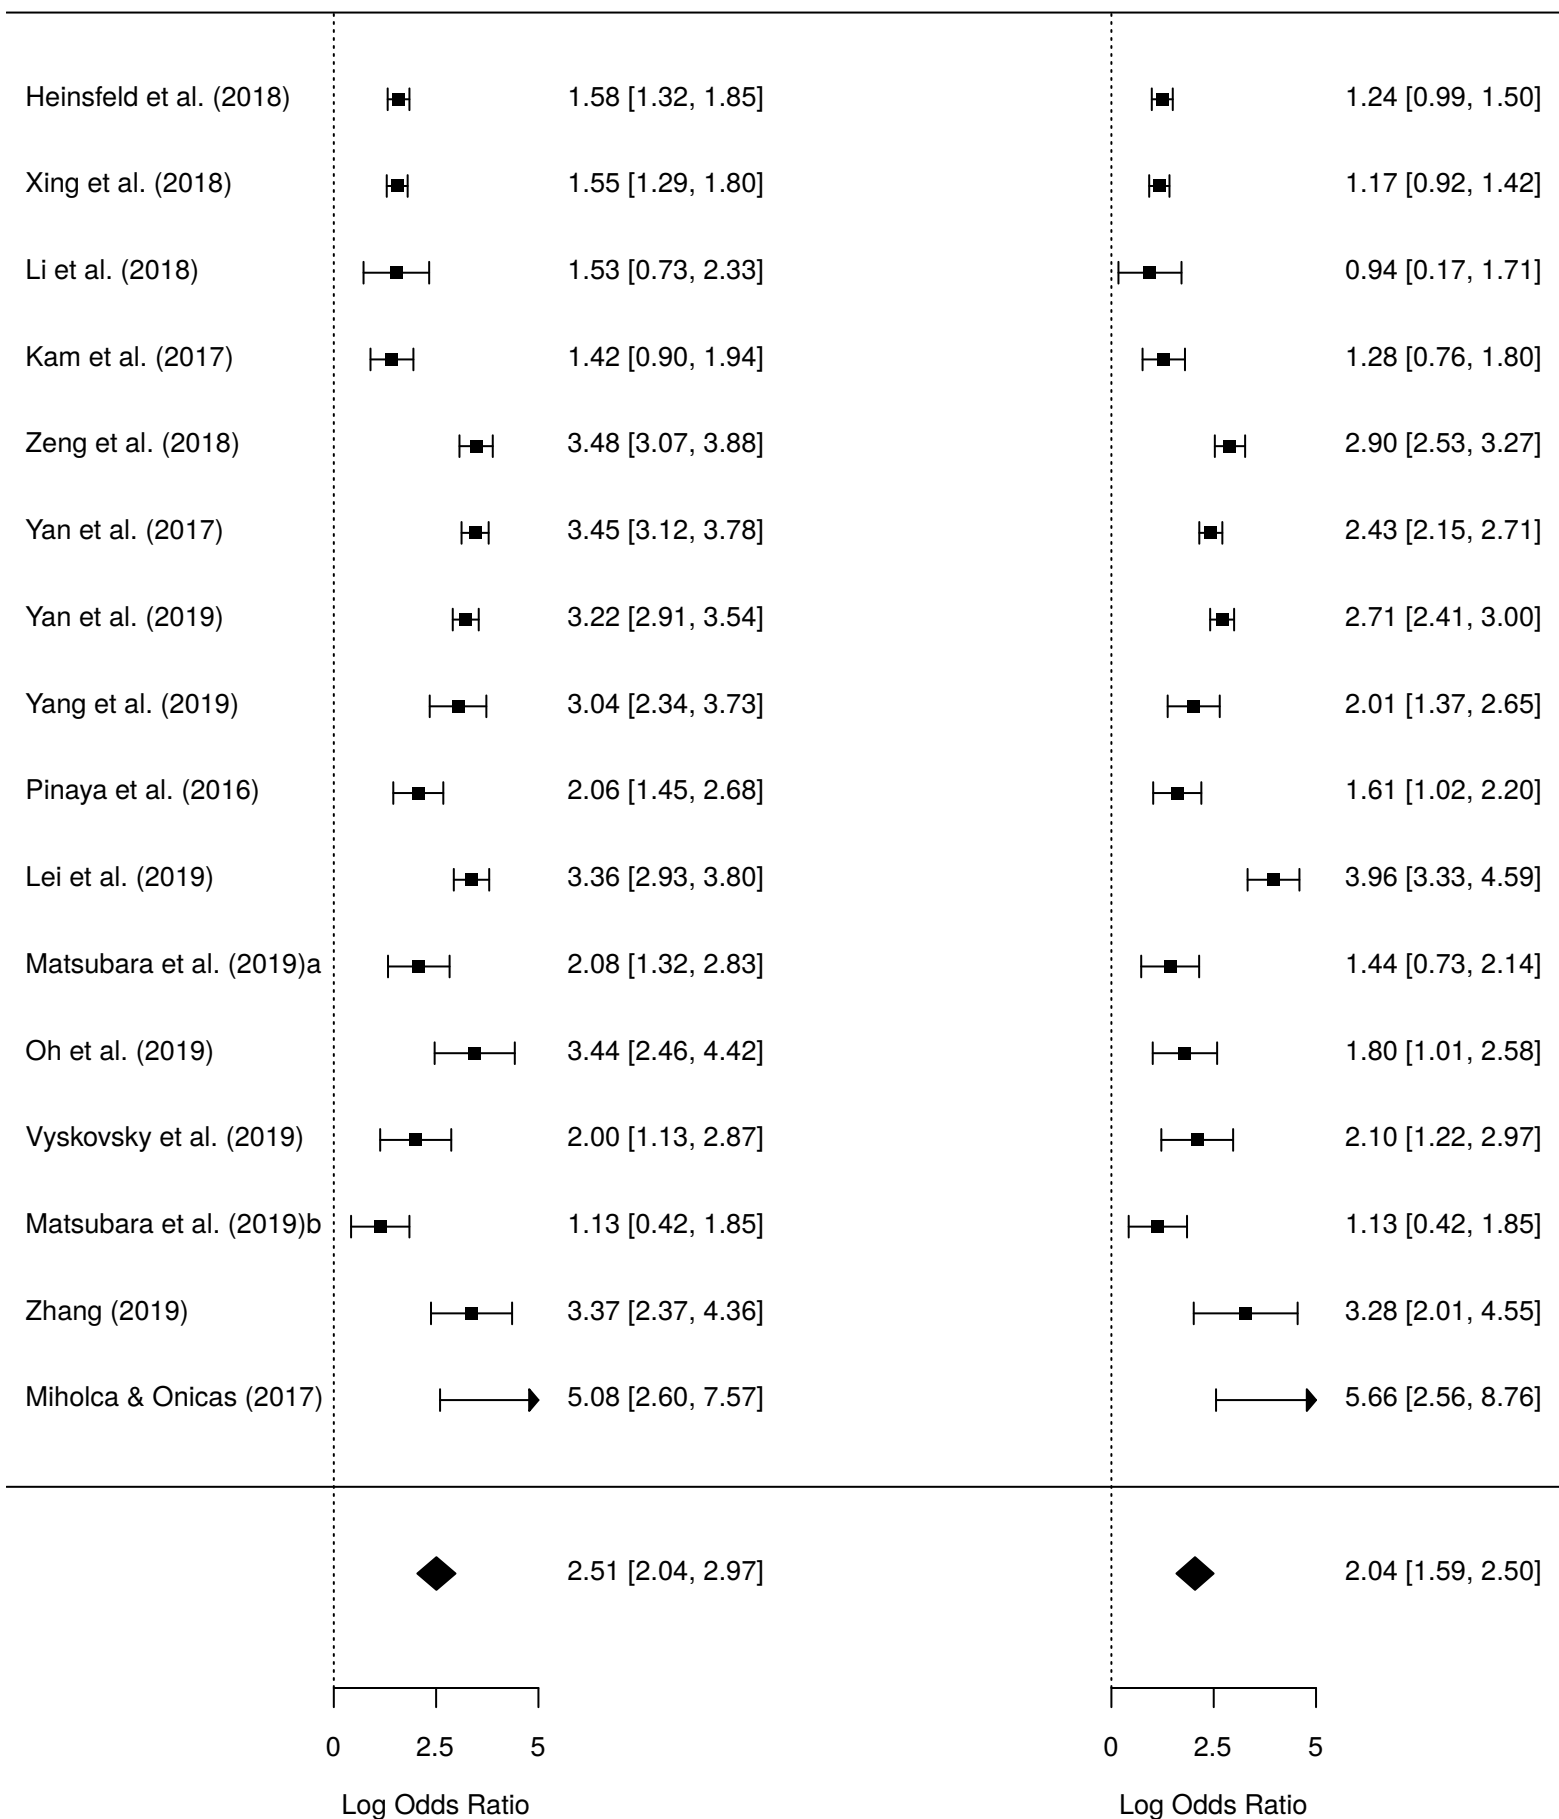 Heinsfeld et al. (2018) 1.58 [1.32, 1.85] 1.24 [0.99, 1.50]
Xing et al. (2018) 1.55 [1.29, 1.80] 1.17 [0.92, 1.42]
Li et al. (2018) 1.53 [0.73, 2.33] 0.94 [0.17, 1.71]
Kam et al. (2017) 1.42 [0.90, 1.94] 1.28 [0.76, 1.80]
Zeng et al. (2018) 3.48 [3.07, 3.88] 2.90 [2.53, 3.27]
Yan et al. (2017) 3.45 [3.12, 3.78] 2.43 [2.15, 2.71]
Yan et al. (2019) 3.22 [2.91, 3.54] 2.71 [2.41, 3.00]
Yang et al. (2019) 3.04 [2.34, 3.73] 2.01 [1.37, 2.65]
Pinaya et al. (2016) 2.06 [1.45, 2.68] 1.61 [1.02, 2.20]
Lei et al. (2019) 3.36 [2.93, 3.80] 3.96 [3.33, 4.59]
Matsubara et al. (2019)a 2.08 [1.32, 2.83] 1.44 [0.73, 2.14]
Oh et al. (2019) 3.44 [2.46, 4.42] 1.80 [1.01, 2.58]
Vyskovsky et al. (2019) 2.00 [1.13, 2.87] 2.10 [1.22, 2.97]
Matsubara et al. (2019)b 1.13 [0.42, 1.85] 1.13 [0.42, 1.85]
Zhang (2019) 3.37 [2.37, 4.36] 3.28 [2.01, 4.55]
Miholca & Onicas (2017) 5.08 [2.60, 7.57] 5.66 [2.56, 8.76]
2.51 [2.04, 2.97] 2.04 [1.59, 2.50]
0 2.5 5 0 2.5 5
Log Odds Ratio Log Odds Ratio